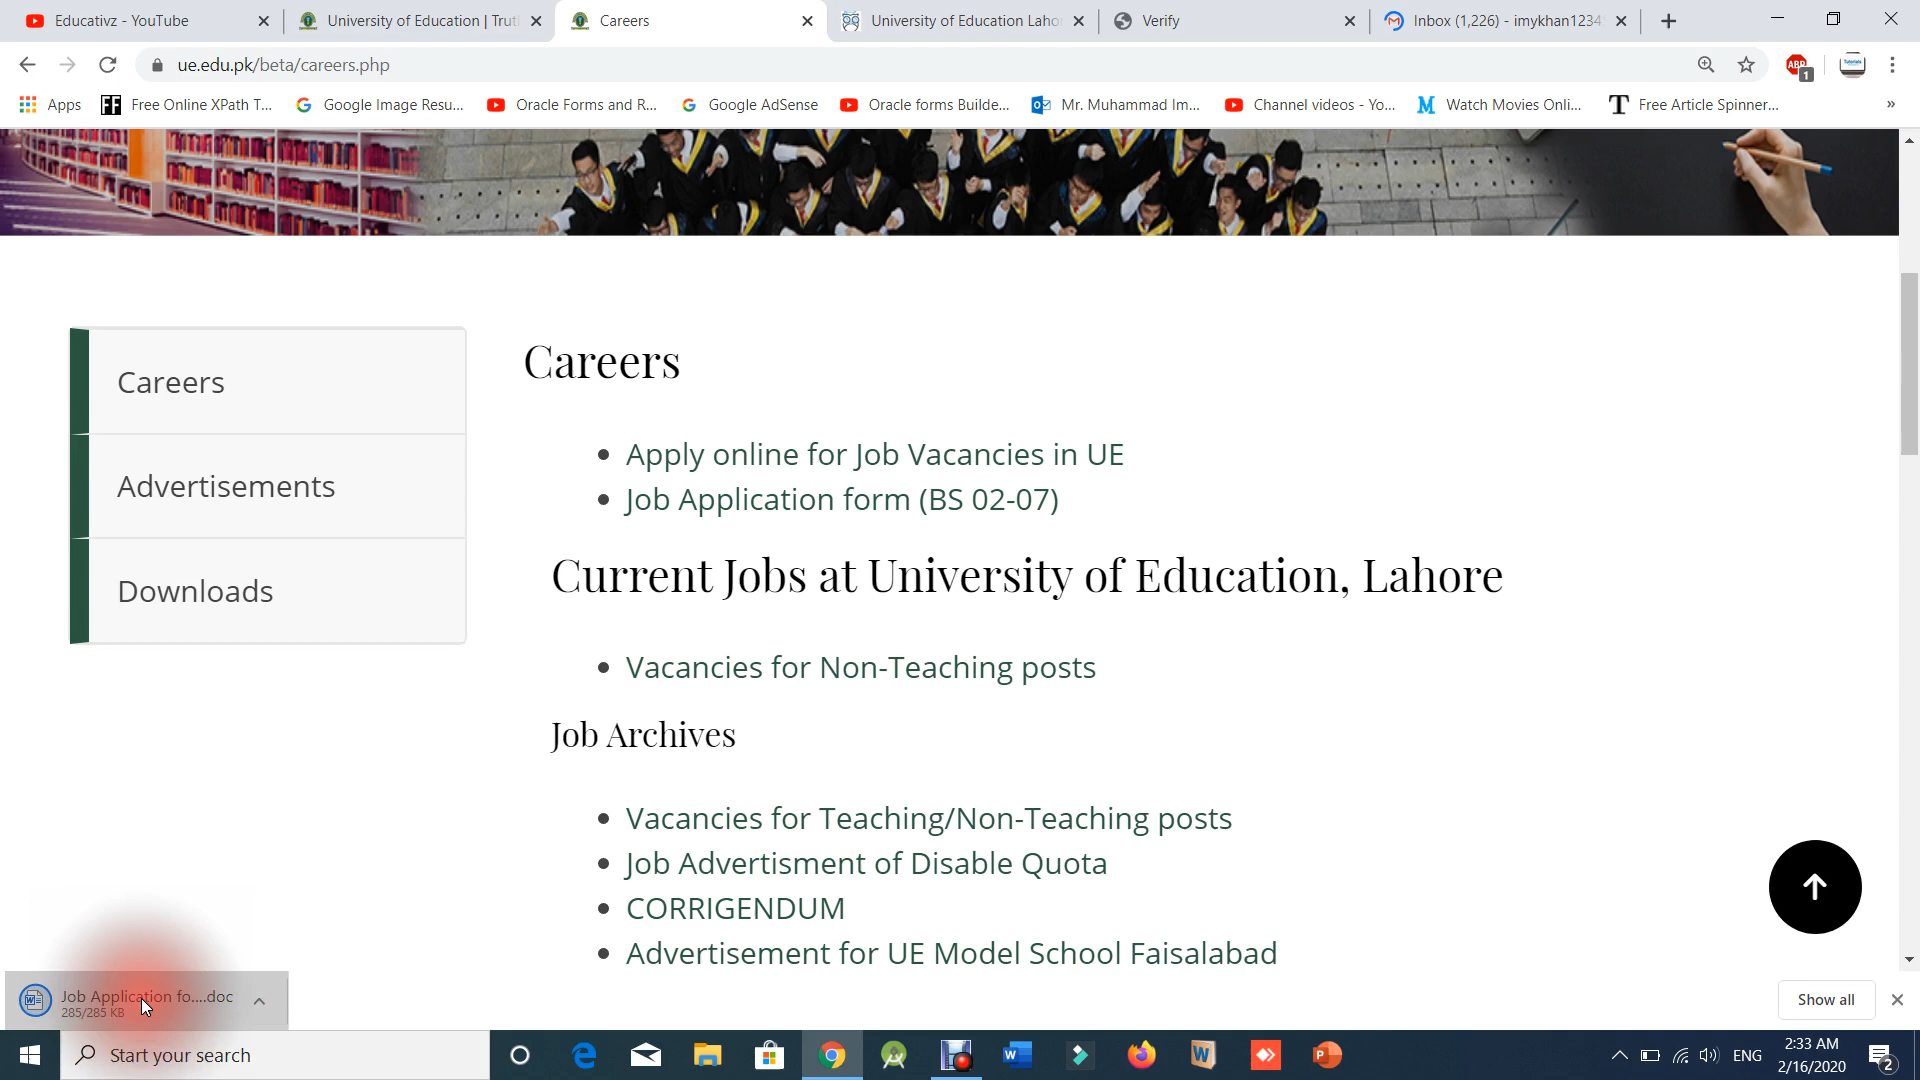 Educativz - YouTube
University of Education | Trut
Careers
University of Education Laho
Verify
Inbox (1,226) - imykhan1234
ue.edu.pk/beta/careers.php
ABP
1
Apps
Free Online XPath T...
Google Image Resu...
Oracle Forms and R...
Google AdSense
Oracle forms Builde...
Mr. Muhammad Im...
Channel videos - Yo...
Watch Movies Onli...
Free Article Spinner...
Careers
Advertisements
Downloads
Careers
Apply online for Job Vacancies in UE
Job Application form (BS 02-07)
Current Jobs at University of Education, Lahore
Vacancies for Non-Teaching posts
Job Archives
Vacancies for Teaching/Non-Teaching posts
Job Advertisment of Disable Quota
CORRIGENDUM
Advertisement for UE Model School Faisalabad
Job Application fo....doc
285/285 KB
Show all
Start your search
ENG
2:33 AM
2/16/2020
2